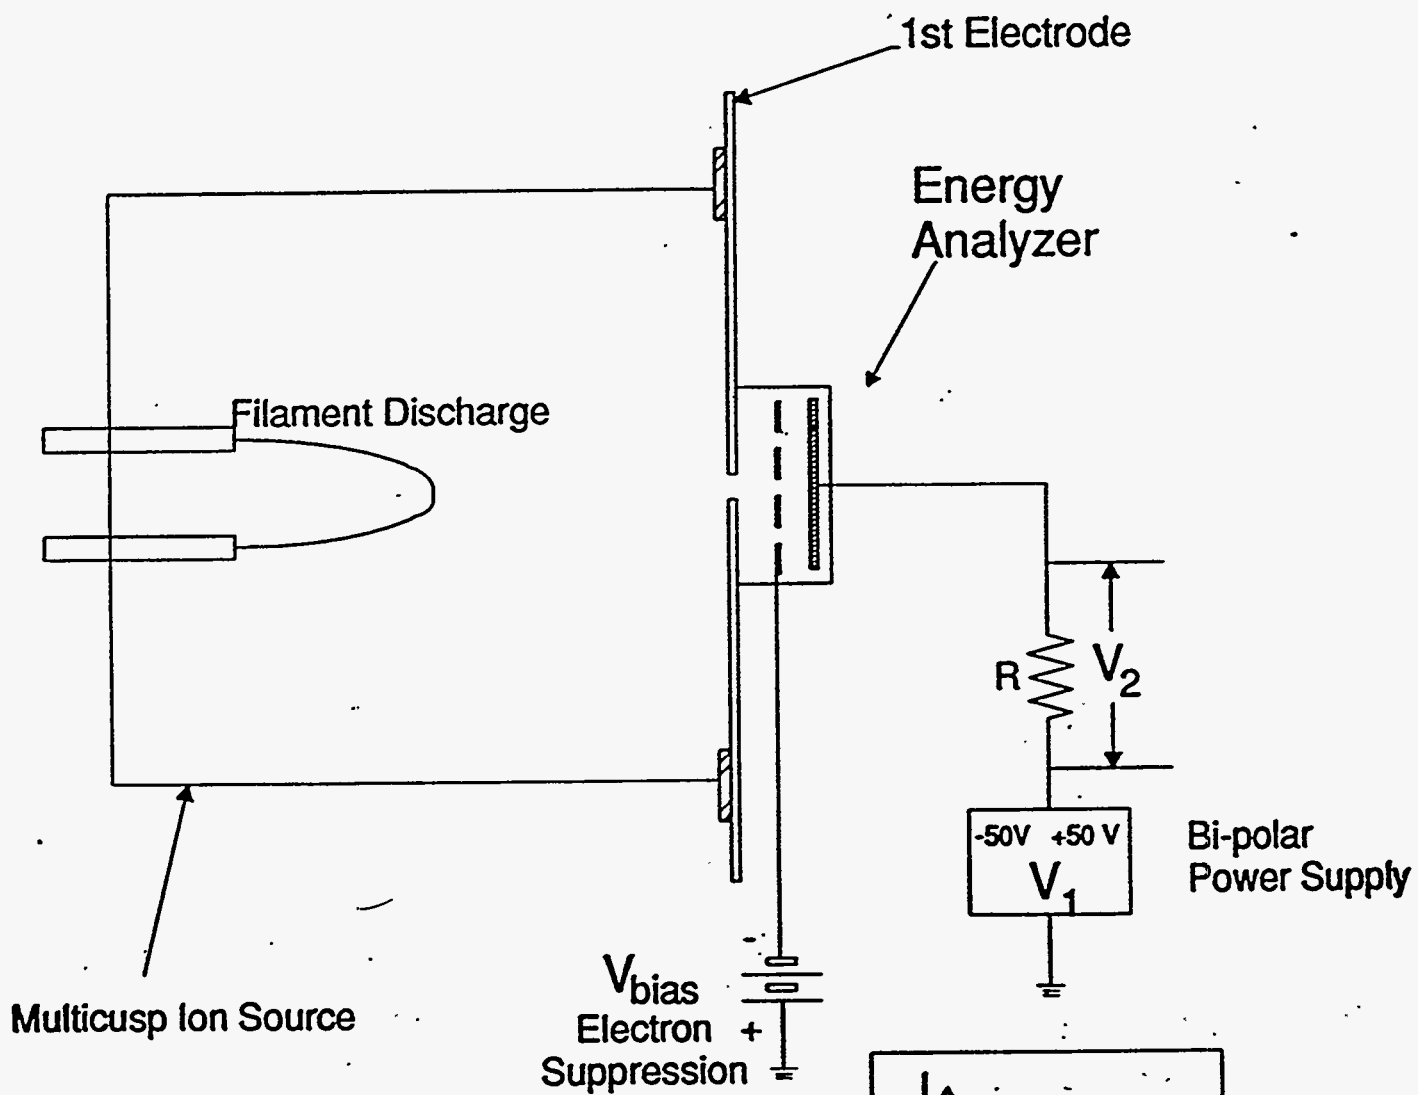 1st Electrode
Energy
Analyzer
Filament Discharge
R
V2
-50V +50 V
V1
Bi-polar
Power Supply
-
Vbias
Electron +
Suppression
Multicusp Ion Source
I